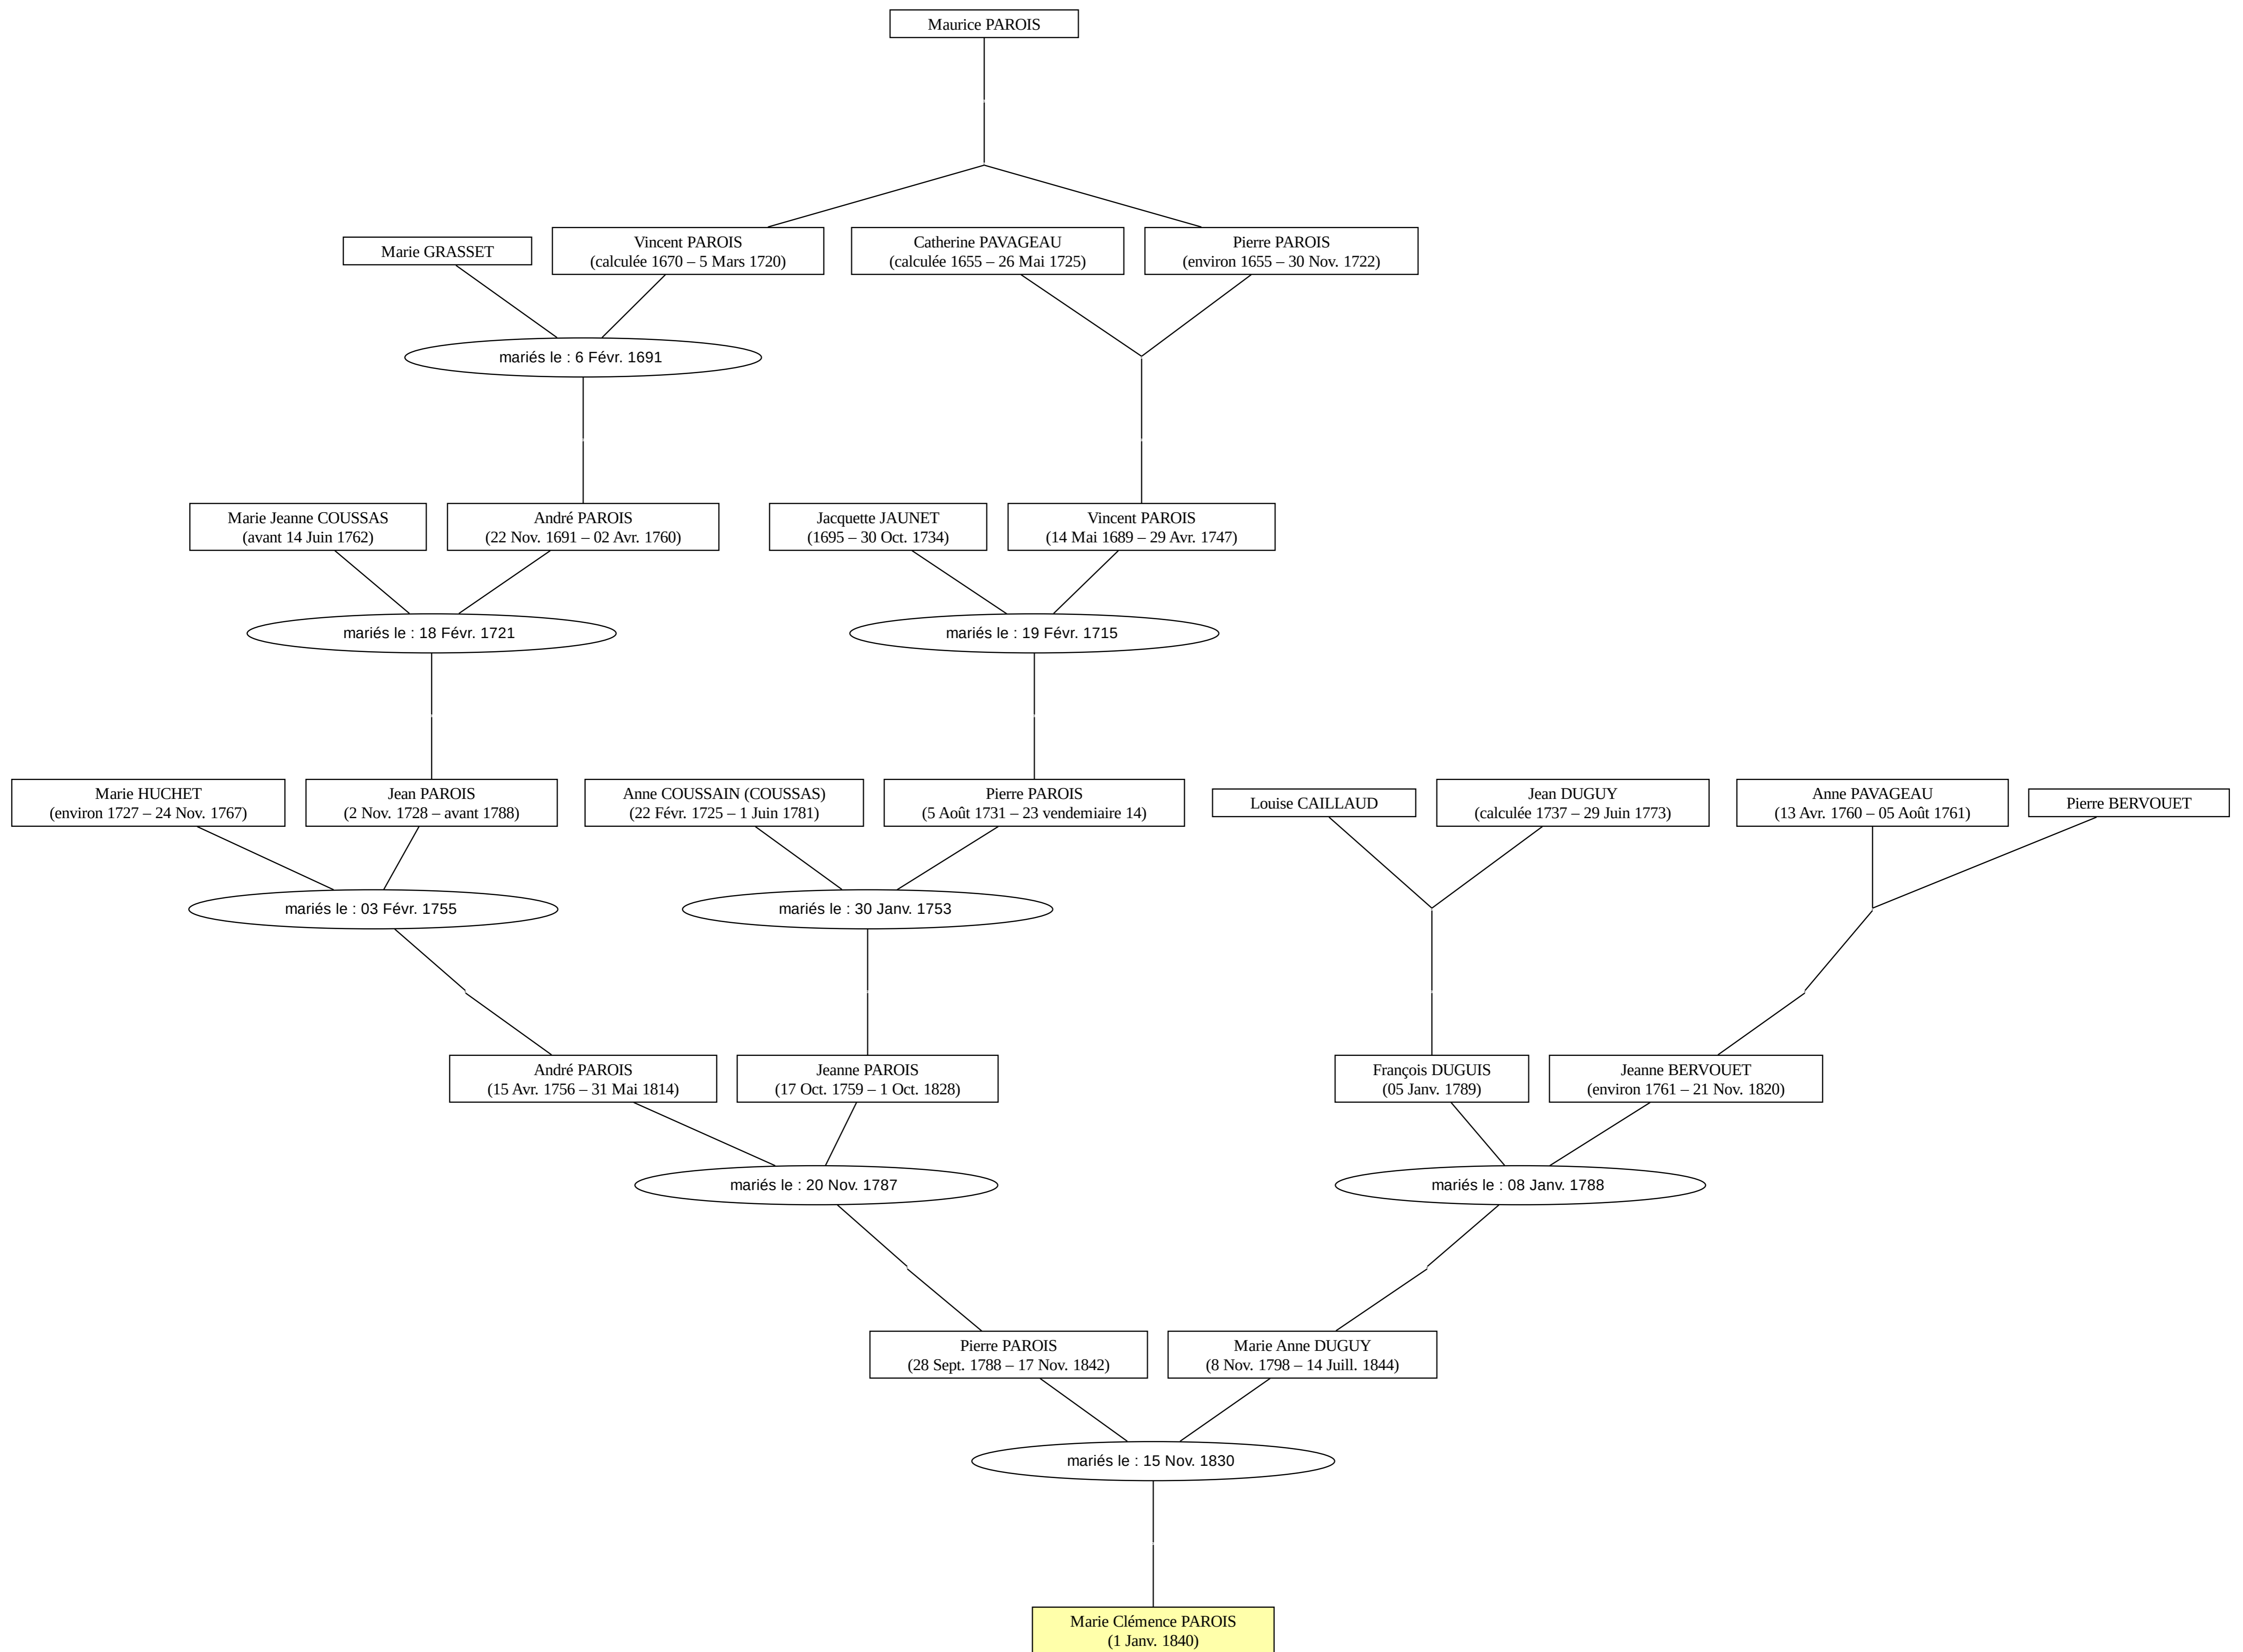 Maurice PAROIS
Marie GRASSET
Vincent PAROIS
(calculée 1670 – 5 Mars 1720)
Catherine PAVAGEAU
(calculée 1655 – 26 Mai 1725)
Pierre PAROIS
(environ 1655 – 30 Nov. 1722)
mariés le : 6 Févr. 1691
Marie Jeanne COUSSAS
(avant 14 Juin 1762)
André PAROIS
(22 Nov. 1691 – 02 Avr. 1760)
Jacquette JAUNET
(1695 – 30 Oct. 1734)
Vincent PAROIS
(14 Mai 1689 – 29 Avr. 1747)
mariés le : 18 Févr. 1721
mariés le : 19 Févr. 1715
Marie HUCHET
(environ 1727 – 24 Nov. 1767)
Jean PAROIS
(2 Nov. 1728 – avant 1788)
Anne COUSSAIN (COUSSAS)
(22 Févr. 1725 – 1 Juin 1781)
Pierre PAROIS
(5 Août 1731 – 23 vendemiaire 14)
Louise CAILLAUD
Jean DUGUY
(calculée 1737 – 29 Juin 1773)
Anne PAVAGEAU
(13 Avr. 1760 – 05 Août 1761)
Pierre BERVOUET
mariés le : 03 Févr. 1755
mariés le : 30 Janv. 1753
André PAROIS
(15 Avr. 1756 – 31 Mai 1814)
Jeanne PAROIS
(17 Oct. 1759 – 1 Oct. 1828)
François DUGUIS
(05 Janv. 1789)
Jeanne BERVOUET
(environ 1761 – 21 Nov. 1820)
mariés le : 20 Nov. 1787
mariés le : 08 Janv. 1788
Pierre PAROIS
(28 Sept. 1788 – 17 Nov. 1842)
Marie Anne DUGUY
(8 Nov. 1798 – 14 Juill. 1844)
mariés le : 15 Nov. 1830
Marie Clémence PAROIS
(1 Janv. 1840)